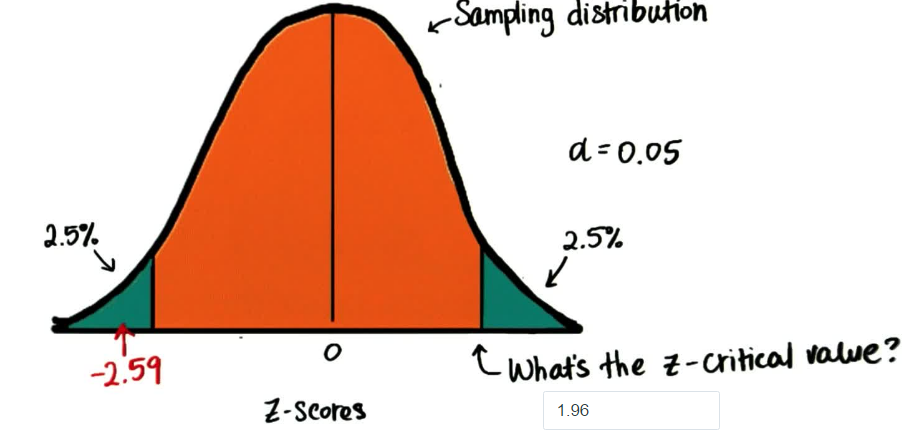 Sampling distribution
α = 0.05
2.5%
2.5%
-2.59
0
What's the z-critical value?
Z-scores
1.96